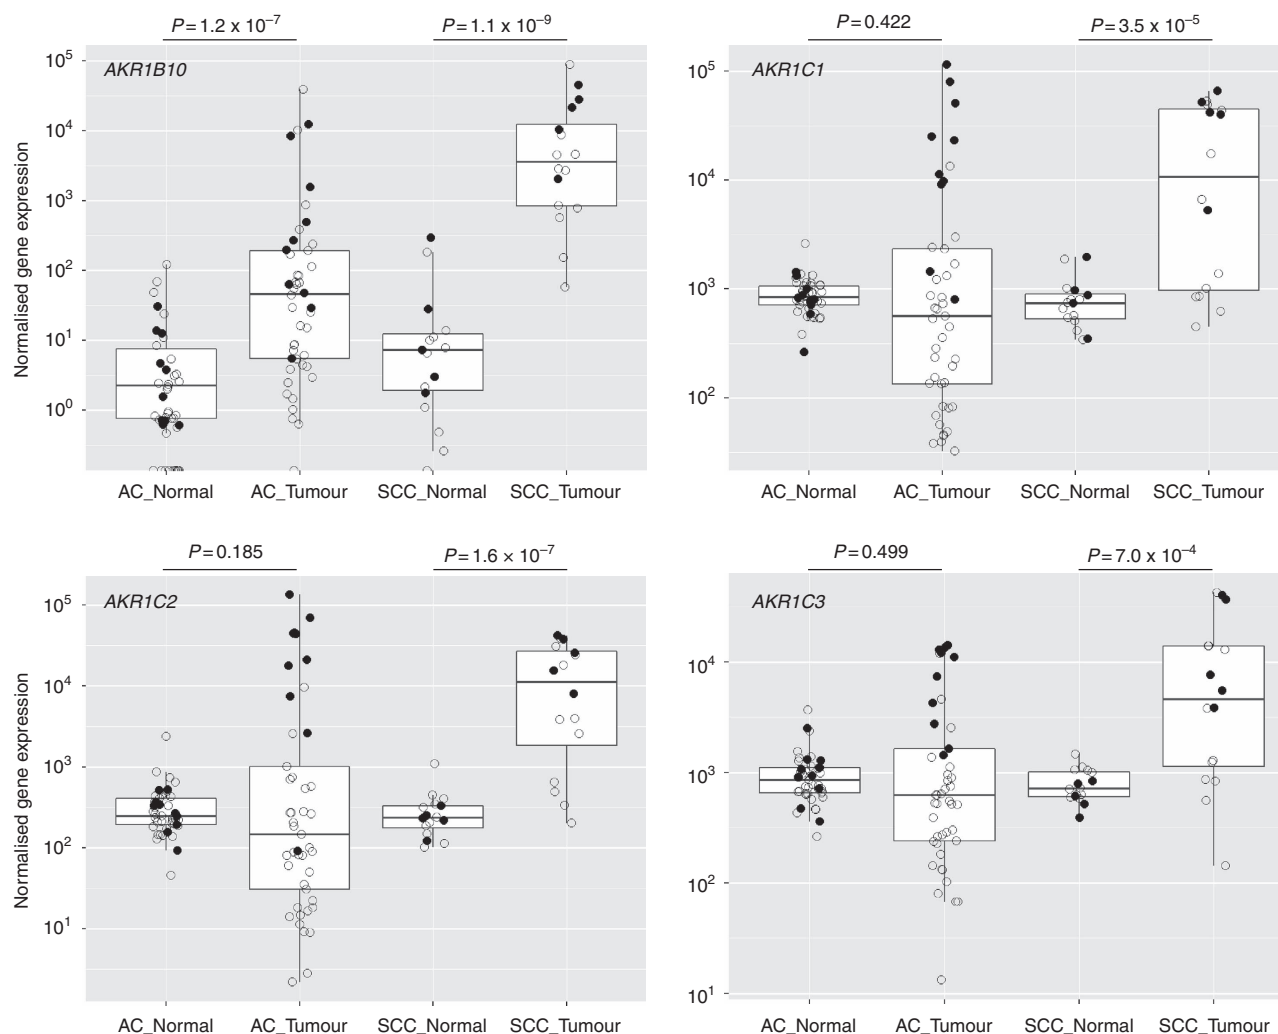 P = 1.2 x 10⁻⁷ P = 1.1 x 10⁻⁹
AKR1B10
Normalised gene expression
10⁵
10⁴
10³
10²
10¹
10⁰
AC_Normal AC_Tumour SCC_Normal SCC_Tumour
P = 0.422 P = 3.5 x 10⁻⁵
AKR1C1
10⁵
10⁴
10³
10²
AC_Normal AC_Tumour SCC_Normal SCC_Tumour
P = 0.185 P = 1.6 × 10⁻⁷
AKR1C2
Normalised gene expression
10⁵
10⁴
10³
10²
10¹
AC_Normal AC_Tumour SCC_Normal SCC_Tumour
P = 0.499 P = 7.0 x 10⁻⁴
AKR1C3
10⁴
10³
10²
10¹
AC_Normal AC_Tumour SCC_Normal SCC_Tumour